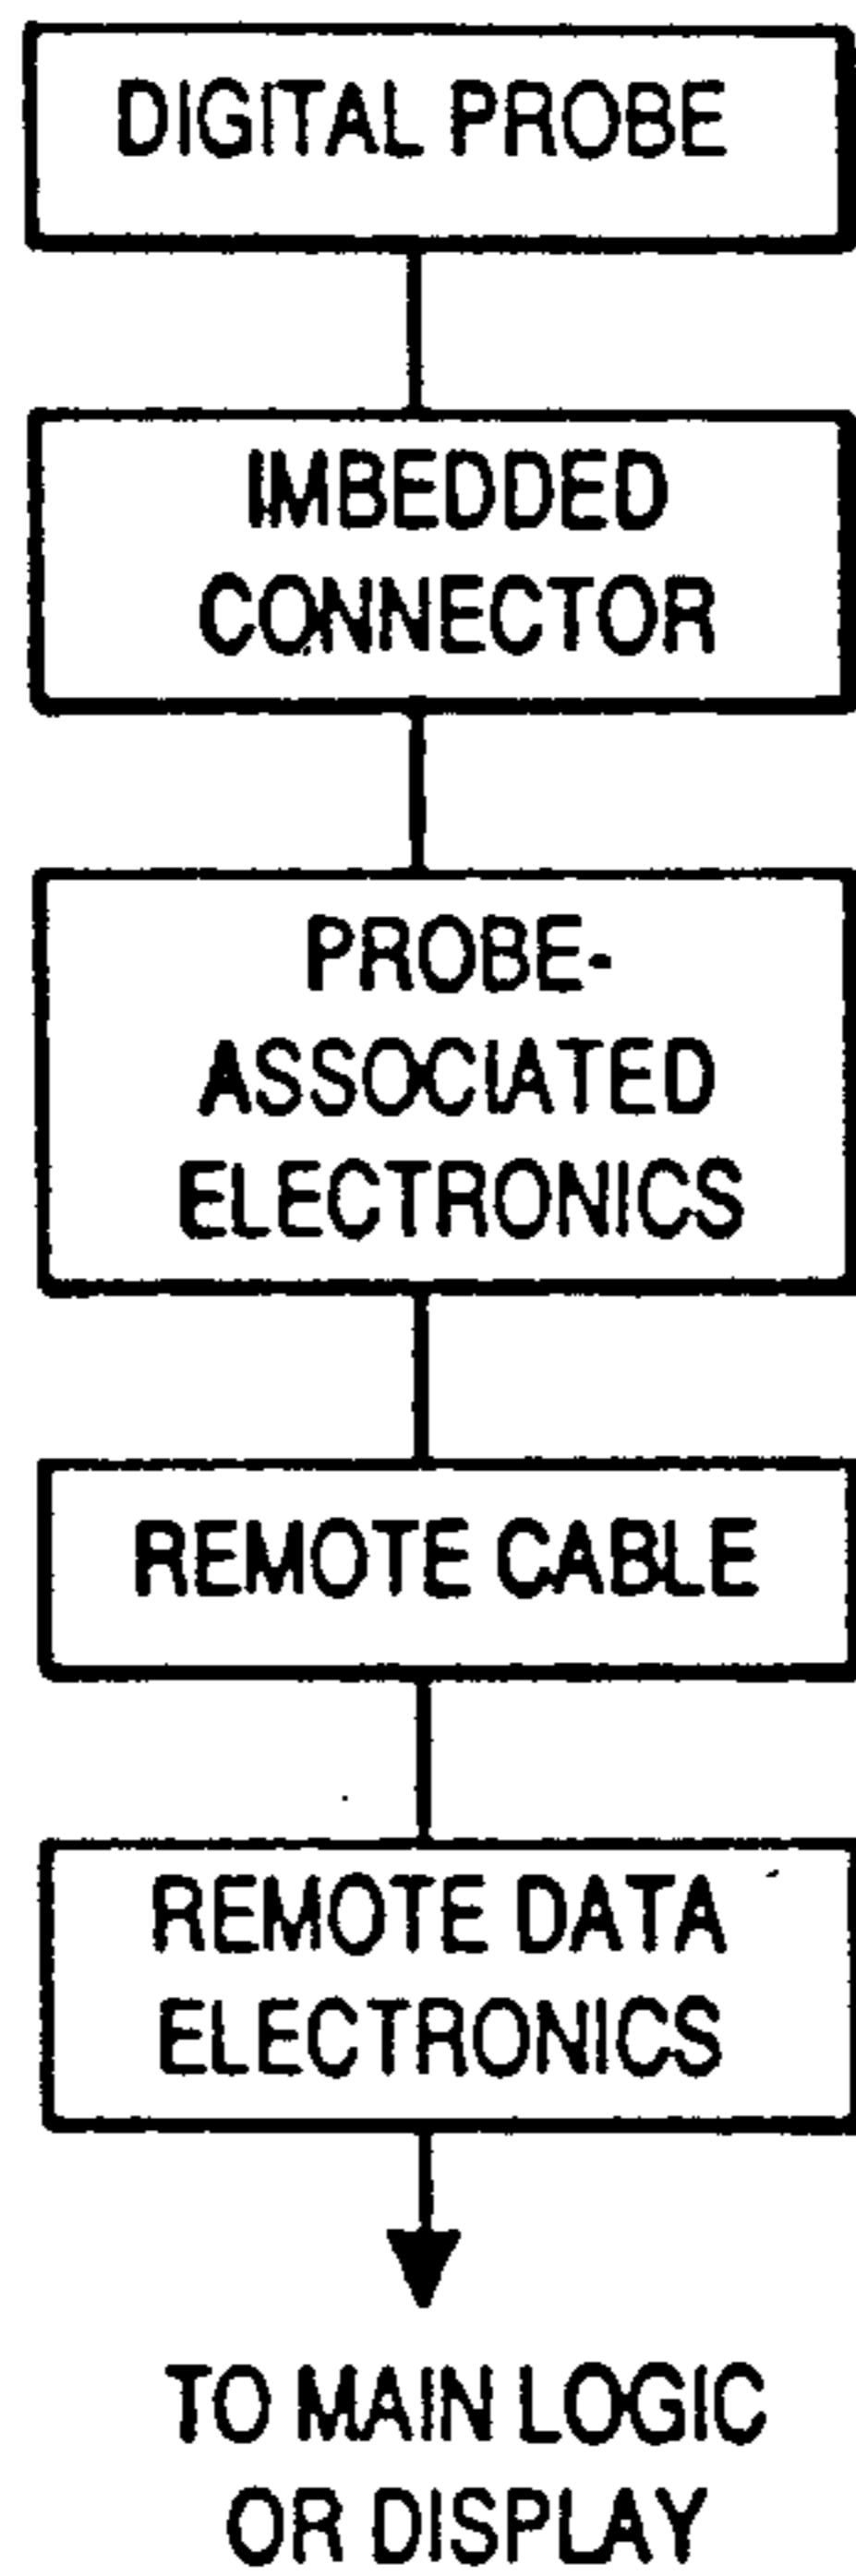 DIGITAL PROBE
IMBEDDED
CONNECTOR
PROBE-
ASSOCIATED
ELECTRONICS
REMOTE CABLE
REMOTE DATA
ELECTRONICS
TO MAIN LOGIC
OR DISPLAY